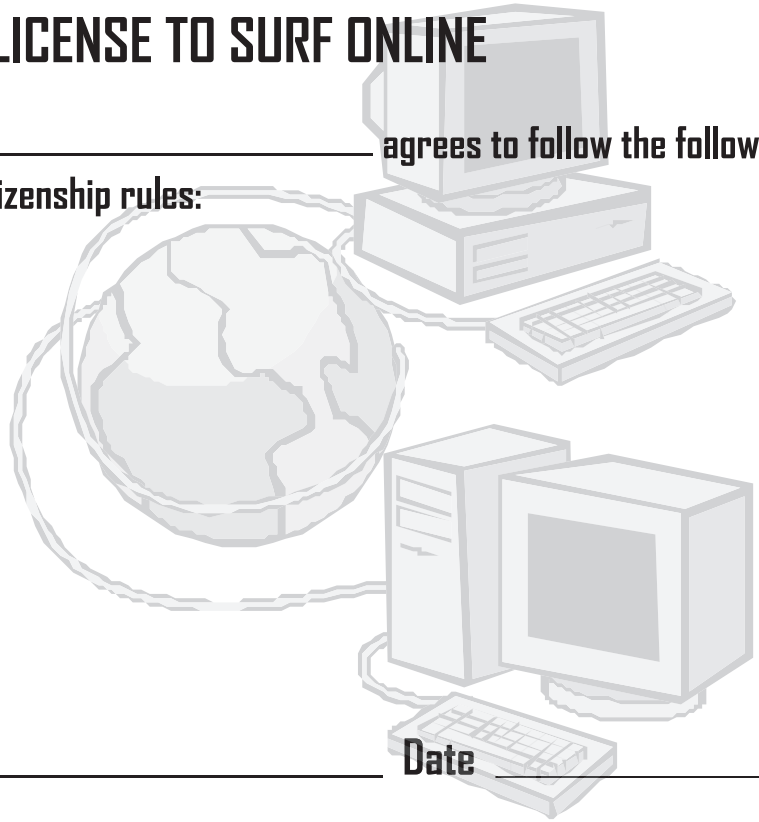 LICENSE TO SURF ONLINE
agrees to follow the follow
izenship rules:
Date